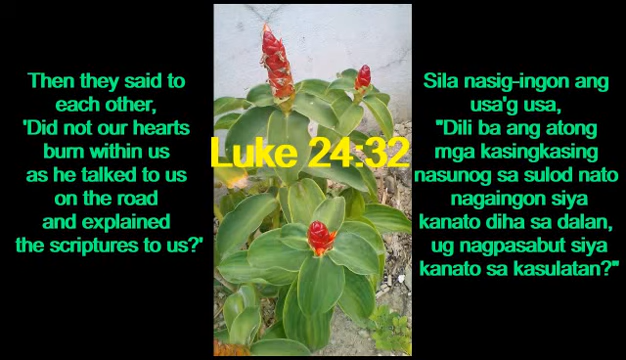 Then they said to
each other,
'Did not our hearts
burn within us
as he talked to us
on the road
and explained
the scriptures to us?'
Luke 24:32
Sila nasig-ingon ang
usa'g usa,
"Dili ba ang atong
mga kasingkasing
nasunog sa sulod nato
nagaingon siya
kanato diha sa dalan,
ug nagpasabut siya
kanato sa kasulatan?"